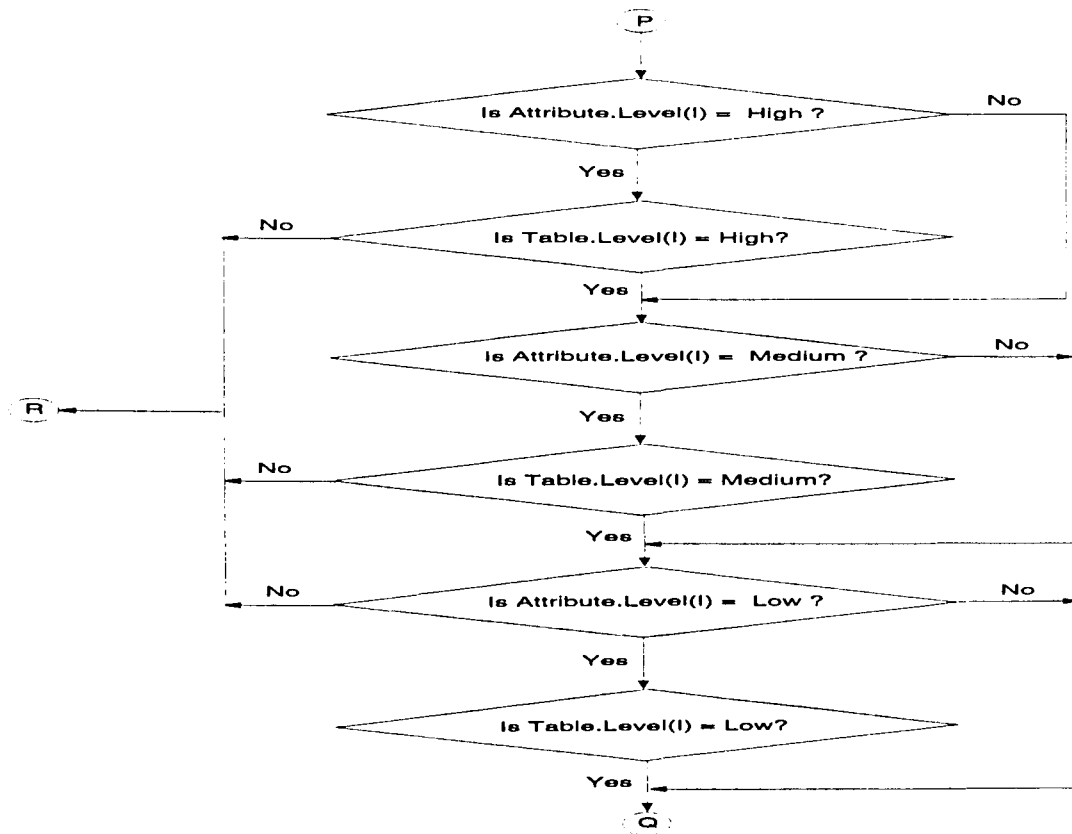 P
Is Attribute.Level(I) = High ?
No
Yes
No
Is Table.Level(I) = High?
Yes
Is Attribute.Level(I) = Medium ?
No
R
Yes
No
Is Table.Level(I) = Medium?
Yes
No
Is Attribute.Level(I) = Low ?
No
Yes
Is Table.Level(I) = Low?
Yes
Q